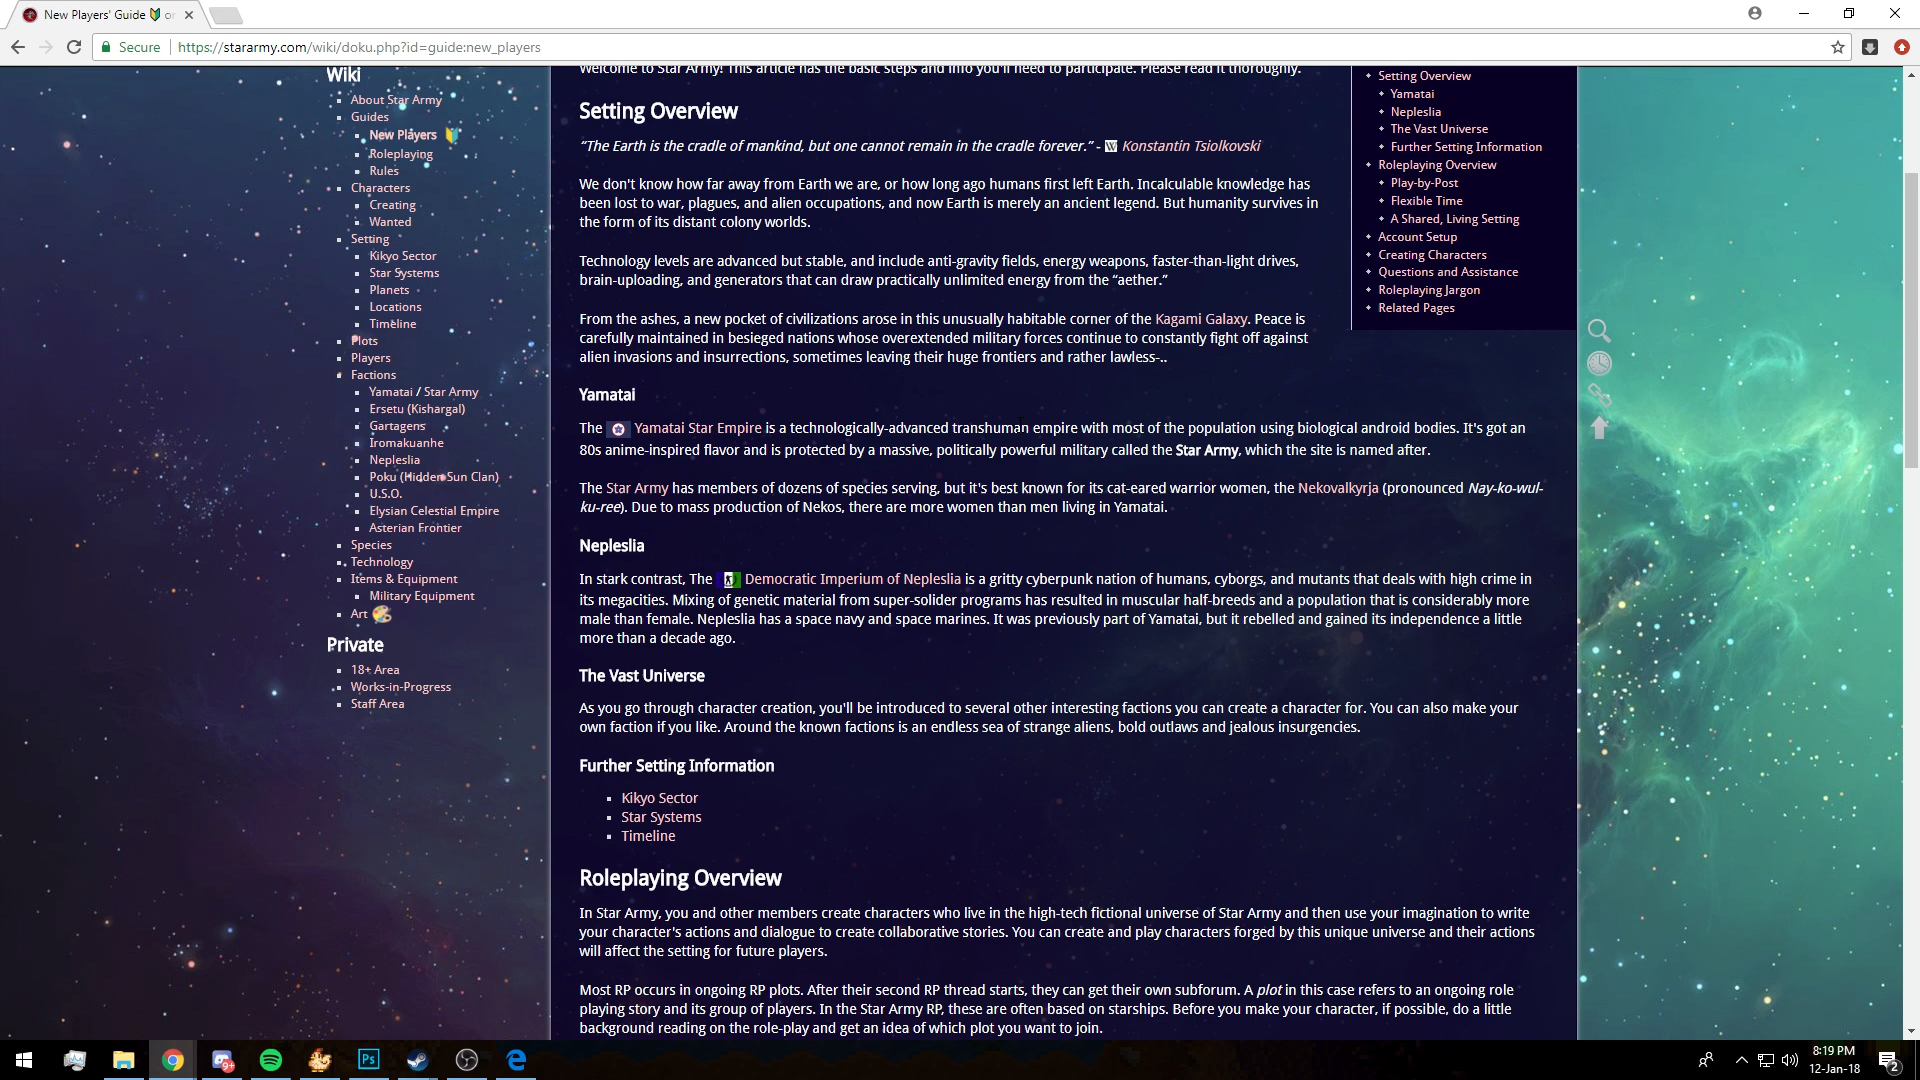 New Players' Guide
Secure
https://stararmy.com/wiki/doku.php?id=guide:new_players
Wiki
About Star Army
Guides
New Players
Roleplaying
Rules
Characters
Creating
Wanted
Setting
Kikyo Sector
Star Systems
Planets
Locations
Timeline
Plots
Players
Factions
Yamatai / Star Army
Ersetu (Kishargal)
Gartagens
Iromakuanhe
Nepleslia
Poku (Hidden Sun Clan)
U.S.O.
Elysian Celestial Empire
Asterian Frontier
Species
Technology
Items & Equipment
Military Equipment
Art
Private
18+ Area
Works-in-Progress
Staff Area
Welcome to Star Army! This article has the basic steps and info you'll need to participate. Please read it thoroughly.
Setting Overview
“The Earth is the cradle of mankind, but one cannot remain in the cradle forever.” - W Konstantin Tsiolkovski
We don't know how far away from Earth we are, or how long ago humans first left Earth. Incalculable knowledge has
been lost to war, plagues, and alien occupations, and now Earth is merely an ancient legend. But humanity survives in
the form of its distant colony worlds.
Technology levels are advanced but stable, and include anti-gravity fields, energy weapons, faster-than-light drives,
brain-uploading, and generators that can draw practically unlimited energy from the “aether.”
From the ashes, a new pocket of civilizations arose in this unusually habitable corner of the Kagami Galaxy. Peace is
carefully maintained in besieged nations whose overextended military forces continue to constantly fight off against
alien invasions and insurrections, sometimes leaving their huge frontiers and rather lawless-..
Yamatai
The Yamatai Star Empire is a technologically-advanced transhuman empire with most of the population using biological android bodies. It's got an
80s anime-inspired flavor and is protected by a massive, politically powerful military called the Star Army, which the site is named after.
The Star Army has members of dozens of species serving, but it's best known for its cat-eared warrior women, the Nekovalkyrja (pronounced Nay-ko-wul-
ku-ree). Due to mass production of Nekos, there are more women than men living in Yamatai.
Nepleslia
In stark contrast, The Democratic Imperium of Nepleslia is a gritty cyberpunk nation of humans, cyborgs, and mutants that deals with high crime in
its megacities. Mixing of genetic material from super-solider programs has resulted in muscular half-breeds and a population that is considerably more
male than female. Nepleslia has a space navy and space marines. It was previously part of Yamatai, but it rebelled and gained its independence a little
more than a decade ago.
The Vast Universe
As you go through character creation, you'll be introduced to several other interesting factions you can create a character for. You can also make your
own faction if you like. Around the known factions is an endless sea of strange aliens, bold outlaws and jealous insurgencies.
Further Setting Information
Kikyo Sector
Star Systems
Timeline
Roleplaying Overview
In Star Army, you and other members create characters who live in the high-tech fictional universe of Star Army and then use your imagination to write
your character's actions and dialogue to create collaborative stories. You can create and play characters forged by this unique universe and their actions
will affect the setting for future players.
Most RP occurs in ongoing RP plots. After their second RP thread starts, they can get their own subforum. A plot in this case refers to an ongoing role
playing story and its group of players. In the Star Army RP, these are often based on starships. Before you make your character, if possible, do a little
background reading on the role-play and get an idea of which plot you want to join.
Setting Overview
Yamatai
Nepleslia
The Vast Universe
Further Setting Information
Roleplaying Overview
Play-by-Post
Flexible Time
A Shared, Living Setting
Account Setup
Creating Characters
Questions and Assistance
Roleplaying Jargon
Related Pages
9+
Ps
8:19 PM
12-Jan-18
2